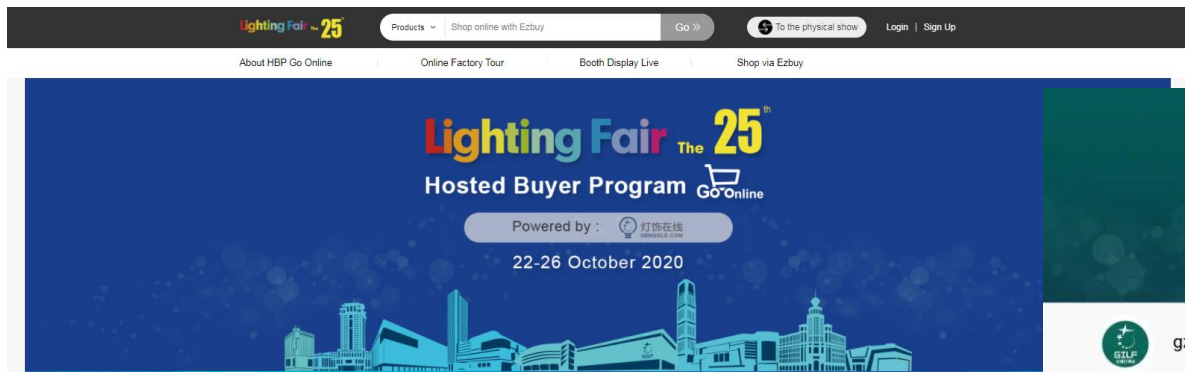 Lighting Fair The 25th
Products
Shop online with Ezbuy
Go
To the physical show
Login | Sign Up
About HBP Go Online
Online Factory Tour
Booth Display Live
Shop via Ezbuy
Lighting Fair The 25th
Hosted Buyer Program Go Online
Powered by : 灯饰在线
DENGGLE.COM
22-26 October 2020
GILF
GILF